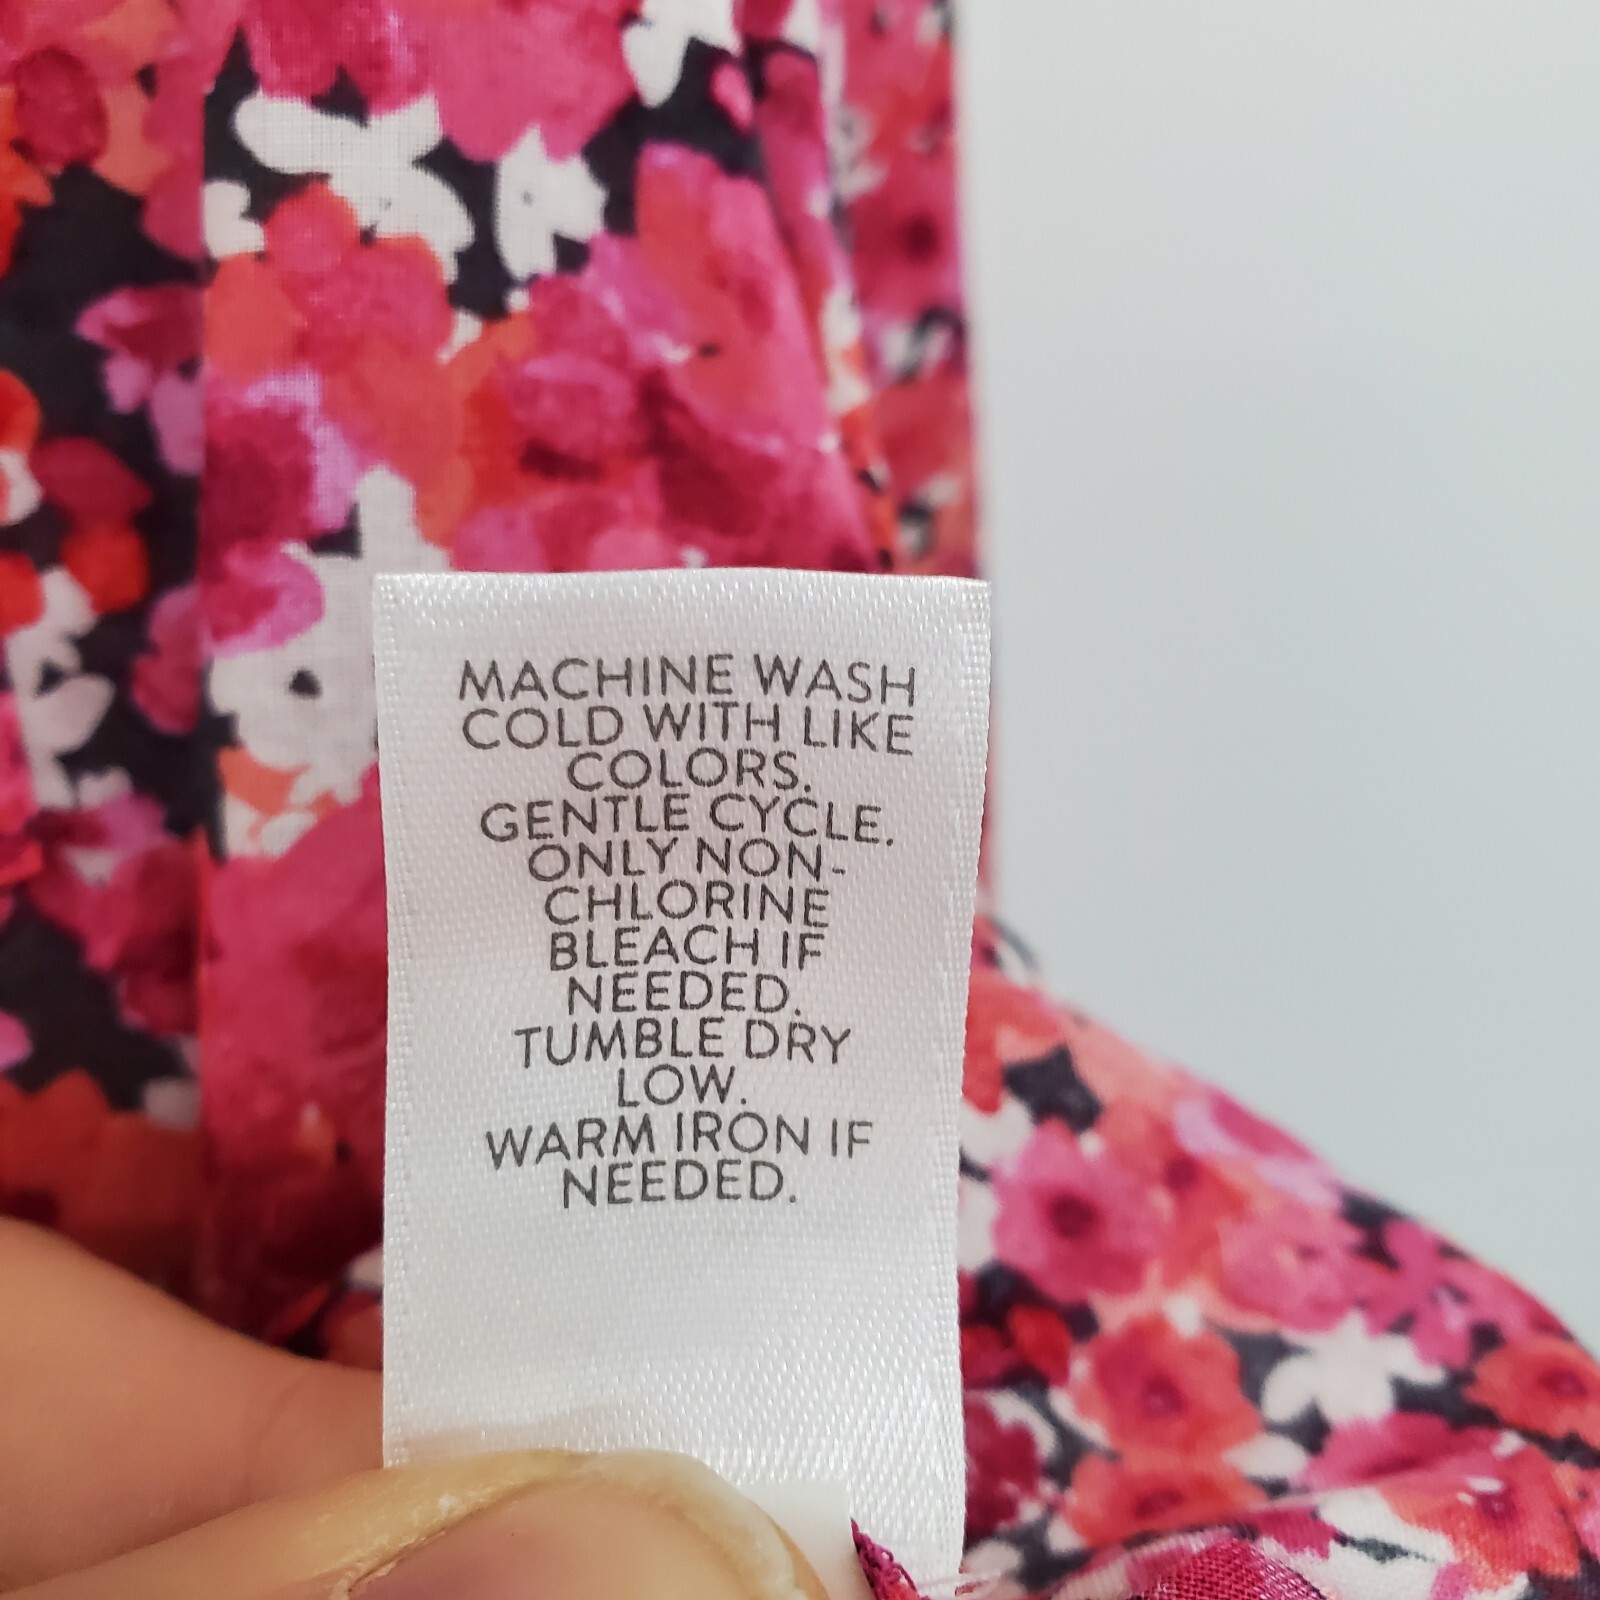 MACHINE WASH
COLD WITH LIKE
COLORS.
GENTLE CYCLE.
ONLY NON-
CHLORINE
BLEACH IF
NEEDED.
TUMBLE DRY
LOW.
WARM IRON IF
NEEDED.